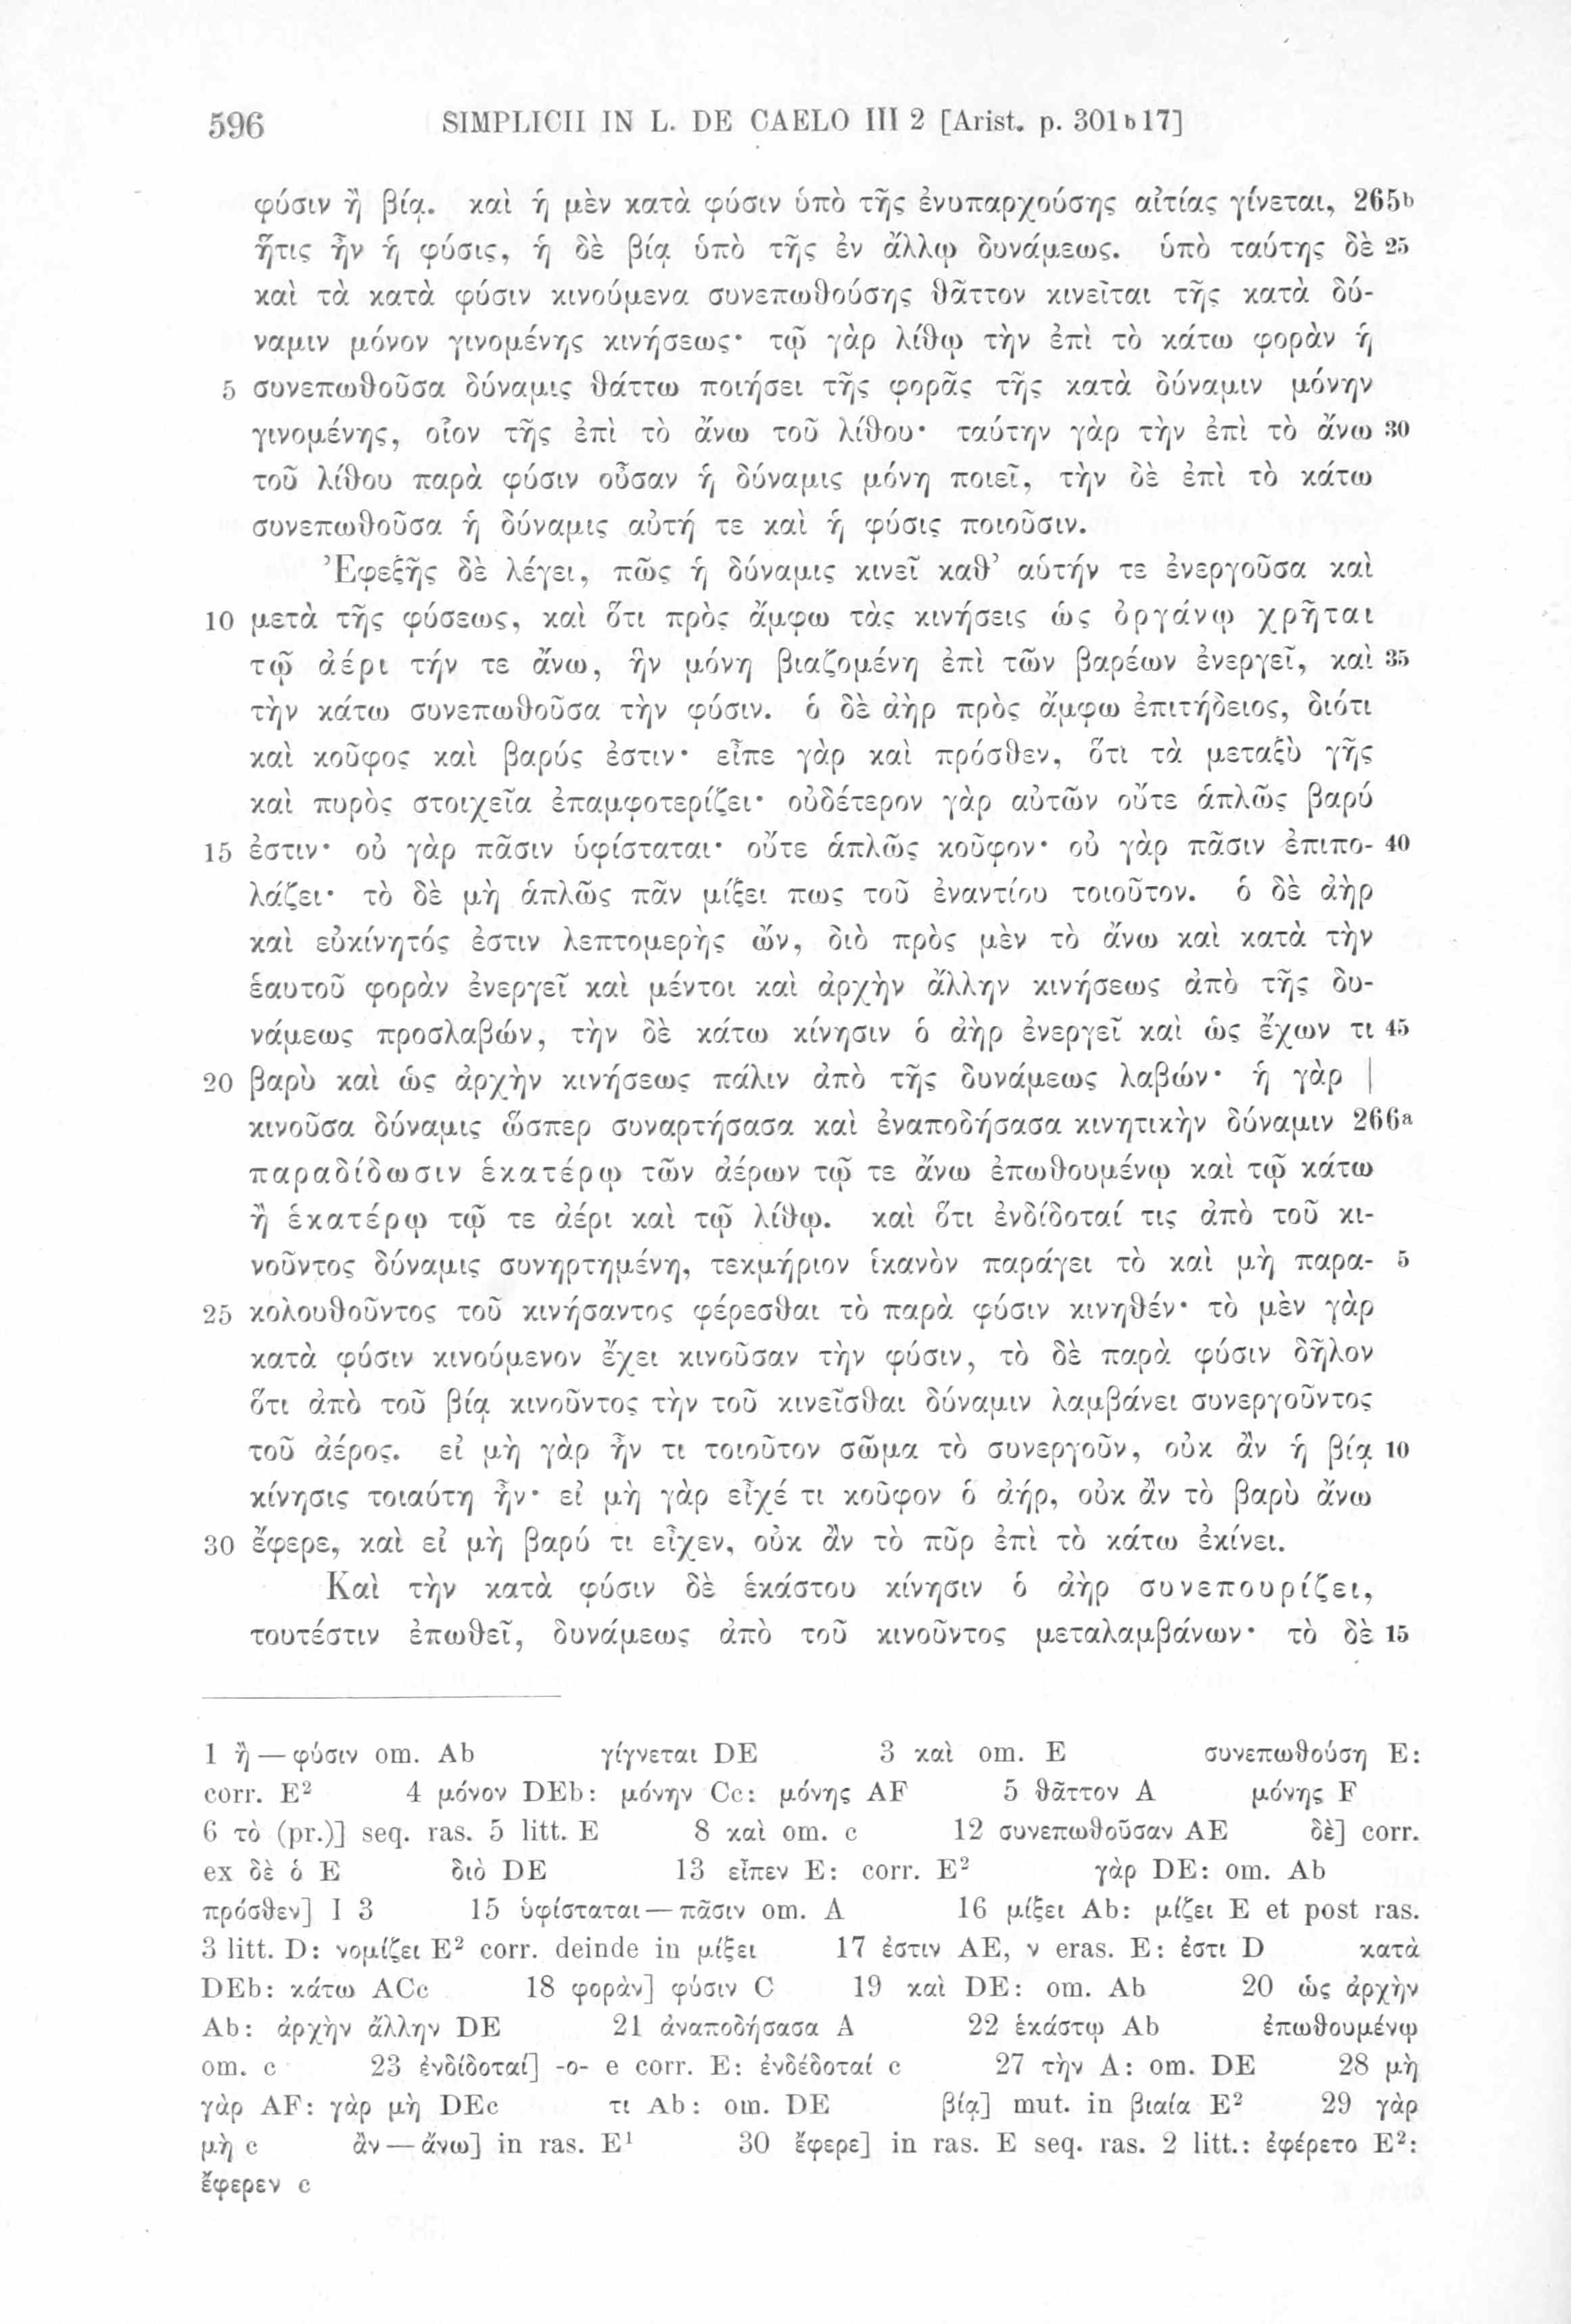 596 SIMPLICII IN L. DE CAELO III 2 [Arist. p. 301b17]
φύσιν ἢ βίᾳ. καὶ ἡ μὲν κατὰ φύσιν ὑπὸ τῆς ἐνυπαρχούσης αἰτίας γίνεται, 265b
ἥτις ἦν ἡ φύσις, ἡ δὲ βίᾳ ὑπὸ τῆς ἐν ἄλλῳ δυνάμεως. ὑπὸ ταύτης δὲ 25
καὶ τὰ κατὰ φύσιν κινούμενα συνεπωθούσης θᾶττον κινεῖται τῆς κατὰ δύ-
ναμιν μόνον γινομένης κινήσεως· τῷ γὰρ λίθῳ τὴν ἐπὶ τὸ κάτω φορὰν ἡ
5 συνεπωθοῦσα δύναμις θάττω ποιήσει τῆς φορᾶς τῆς κατὰ δύναμιν μόνην
γινομένης, οἷον τῆς ἐπὶ τὸ ἄνω τοῦ λίθου· ταύτην γὰρ τὴν ἐπὶ τὸ ἄνω 30
τοῦ λίθου παρὰ φύσιν οὖσαν ἡ δύναμις μόνη ποιεῖ, τὴν δὲ ἐπὶ τὸ κάτω
συνεπωθοῦσα ἡ δύναμις αὐτή τε καὶ ἡ φύσις ποιοῦσιν.
Ἐφεξῆς δὲ λέγει, πῶς ἡ δύναμις κινεῖ καθ’ αὑτήν τε ἐνεργοῦσα καὶ
10 μετὰ τῆς φύσεως, καὶ ὅτι πρὸς ἄμφω τὰς κινήσεις ὡς ὀργάνῳ χρῆται
τῷ ἀέρι τήν τε ἄνω, ἣν μόνη βιαζομένη ἐπὶ τῶν βαρέων ἐνεργεῖ, καὶ 35
τὴν κάτω συνεπωθοῦσα τὴν φύσιν. ὁ δὲ ἀὴρ πρὸς ἄμφω ἐπιτήδειος, διότι
καὶ κοῦφος καὶ βαρύς ἐστιν· εἶπε γὰρ καὶ πρόσθεν, ὅτι τὰ μεταξὺ γῆς
καὶ πυρὸς στοιχεῖα ἐπαμφοτερίζει· οὐδέτερον γὰρ αὐτῶν οὔτε ἁπλῶς βαρύ
15 ἐστιν· οὐ γὰρ πᾶσιν ὑφίσταται· οὔτε ἁπλῶς κοῦφον· οὐ γὰρ πᾶσιν ἐπιπο- 40
λάζει· τὸ δὲ μὴ ἁπλῶς πᾶν μίξει πως τοῦ ἐναντίου τοιοῦτον. ὁ δὲ ἀὴρ
καὶ εὐκίνητός ἐστιν λεπτομερὴς ὤν, διὸ πρὸς μὲν τὸ ἄνω καὶ κατὰ τὴν
ἑαυτοῦ φορὰν ἐνεργεῖ καὶ μέντοι καὶ ἀρχὴν ἄλλην κινήσεως ἀπὸ τῆς δυ-
νάμεως προσλαβών, τὴν δὲ κάτω κίνησιν ὁ ἀὴρ ἐνεργεῖ καὶ ὡς ἔχων τι 45
20 βαρὺ καὶ ὡς ἀρχὴν κινήσεως πάλιν ἀπὸ τῆς δυνάμεως λαβών· ἡ γὰρ |
κινοῦσα δύναμις ὥσπερ συναρτήσασα καὶ ἐναποδήσασα κινητικὴν δύναμιν 266a
παραδίδωσιν ἑκατέρῳ τῶν ἀέρων τῷ τε ἄνω ἐπωθουμένῳ καὶ τῷ κάτω
ἢ ἑκατέρῳ τῷ τε ἀέρι καὶ τῷ λίθῳ. καὶ ὅτι ἐνδίδοταί τις ἀπὸ τοῦ κι-
νοῦντος δύναμις συνηρτημένη, τεκμήριον ἱκανὸν παράγει τὸ καὶ μὴ παρα- 5
25 κολουθοῦντος τοῦ κινήσαντος φέρεσθαι τὸ παρὰ φύσιν κινηθέν· τὸ μὲν γὰρ
κατὰ φύσιν κινούμενον ἔχει κινοῦσαν τὴν φύσιν, τὸ δὲ παρὰ φύσιν δῆλον
ὅτι ἀπὸ τοῦ βίᾳ κινοῦντος τὴν τοῦ κινεῖσθαι δύναμιν λαμβάνει συνεργοῦντος
τοῦ ἀέρος. εἰ μὴ γὰρ ἦν τι τοιοῦτον σῶμα τὸ συνεργοῦν, οὐκ ἂν ἡ βίᾳ 10
κίνησις τοιαύτη ἦν· εἰ μὴ γὰρ εἶχέ τι κοῦφον ὁ ἀήρ, οὐκ ἂν τὸ βαρὺ ἄνω
30 ἔφερε, καὶ εἰ μὴ βαρύ τι εἶχεν, οὐκ ἂν τὸ πῦρ ἐπὶ τὸ κάτω ἐκίνει.
Καὶ τὴν κατὰ φύσιν δὲ ἑκάστου κίνησιν ὁ ἀὴρ συνεπουρίζει,
τουτέστιν ἐπωθεῖ, δυνάμεως ἀπὸ τοῦ κινοῦντος μεταλαμβάνων· τὸ δὲ 15
1 ἢ — φύσιν om. Ab γίγνεται DE 3 καὶ om. E συνεπωθούσῃ E:
corr. E² 4 μόνον DEb: μόνην Cc: μόνης AF 5 θᾶττον A μόνης F
6 τὸ (pr.)] seq. ras. 5 litt. E 8 καὶ om. c 12 συνεπωθοῦσαν AE δὲ] corr.
ex δὲ ὁ E διὸ DE 13 εἶπεν E: corr. E² γὰρ DE: om. Ab
πρόσθεν] I 3 15 ὑφίσταται — πᾶσιν om. A 16 μίξει Ab: μίζει E et post ras.
3 litt. D: νομίζει E² corr. deinde in μίξει 17 ἐστιν AE, ν eras. E: ἐστι D κατὰ
DEb: κάτω ACc 18 φορὰν] φύσιν C 19 καὶ DE: om. Ab 20 ὡς ἀρχὴν
Ab: ἀρχὴν ἄλλην DE 21 ἀναποδήσασα A 22 ἑκάστῳ Ab ἐπωθουμένῳ
om. c 23 ἐνδίδοταί] -ο- e corr. E: ἐνδέδοταί c 27 τὴν A: om. DE 28 μὴ
γὰρ AF: γὰρ μὴ DEc τι Ab: om. DE βίᾳ] mut. in βιαία E² 29 γὰρ
μὴ c ἂν — ἄνω] in ras. E¹ 30 ἔφερε] in ras. E seq. ras. 2 litt.: ἐφέρετο E²:
ἔφερεν c